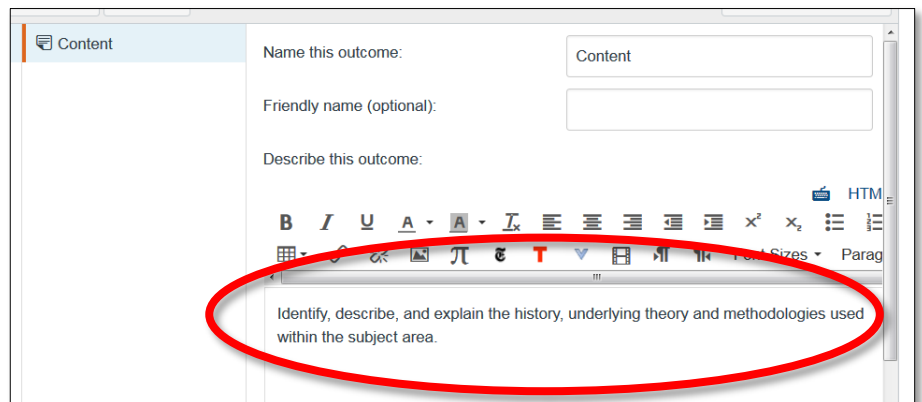 Content
Name this outcome:
Content
Friendly name (optional):
Describe this outcome:
HTM
B I U A A Tx
Font Sizes Parag
Identify, describe, and explain the history, underlying theory and methodologies used
within the subject area.